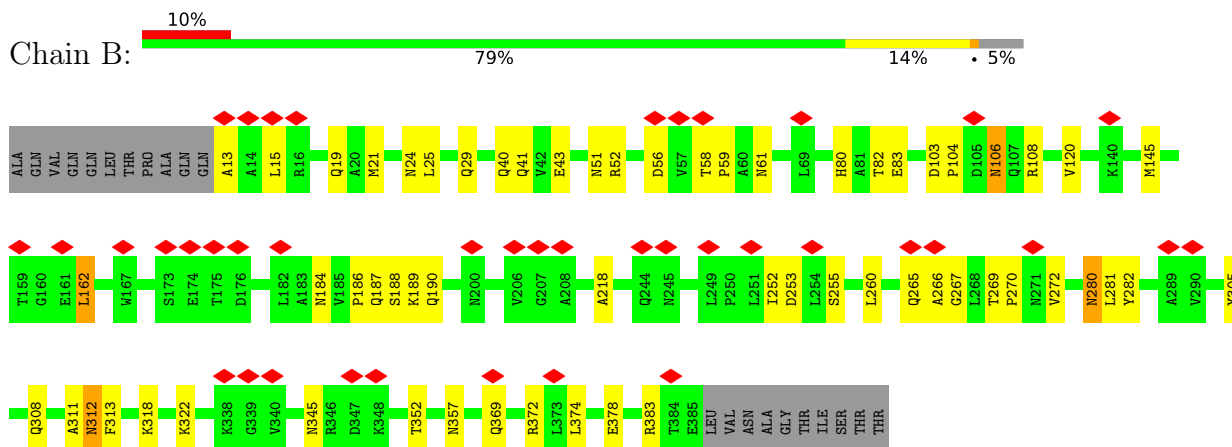 10%
Chain B:
79% 14% • 5%
ALA GLN VAL GLN GLN LEU THR PRO ALA GLN GLN A13 A14 L15 R16 Q19 A20 M21 N24 L25 Q29 Q40 Q41 V42 E43 N51 R52 D56 V57 T58 P59 A60 N61 L69 H80 A81 T82 E83 D103 P104 D105 N106 Q107 R108 V120 K140 M145
T159 G160 E161 L162 W167 S173 E174 T175 D176 L182 A183 N184 V185 P186 Q187 S188 K189 Q190 N200 V206 G207 A208 A218 Q244 N245 L249 P250 L251 I252 D253 L254 S255 L260 Q265 A266 G267 L268 T269 P270 N271 V272 N280 L281 Y282 A289 V290
Q308 A311 N312 F313 K318 K322 K338 G339 V340 N345 R346 D347 K348 T352 N357 Q369 R372 L373 L374 E378 R383 T384 E385 LEU VAL ASN ALA GLY THR ILE SER THR THR